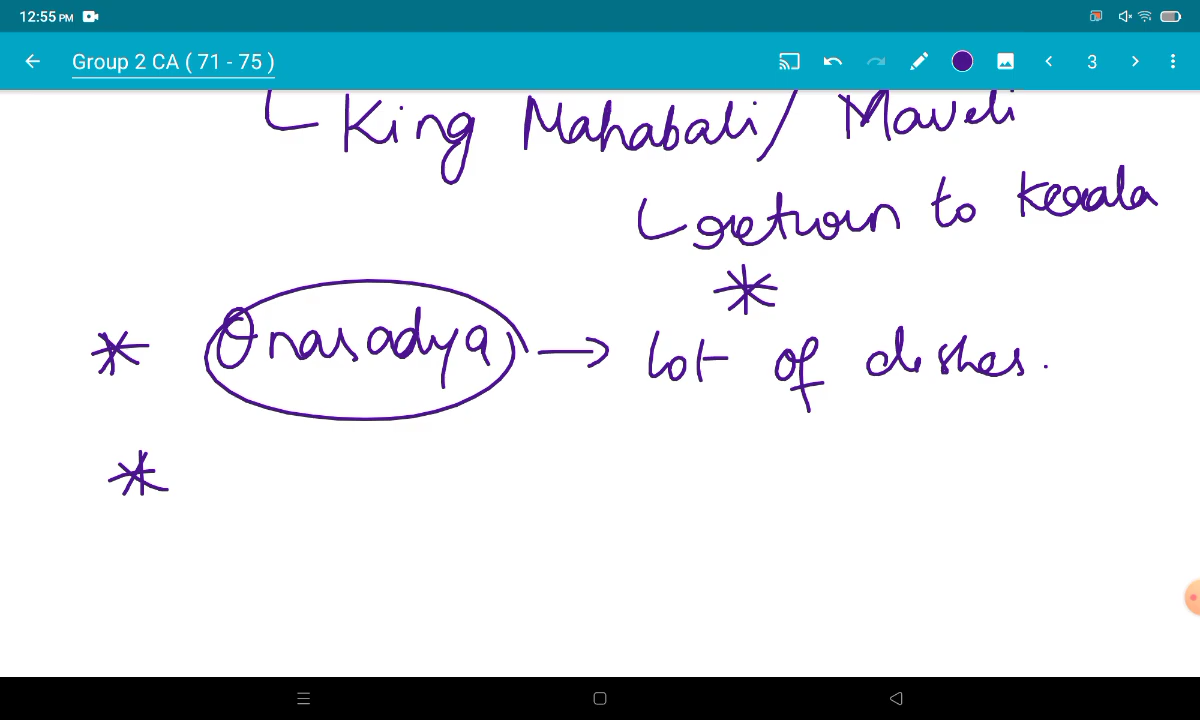 12:55 PM
Group 2 CA ( 71 - 75 )
3
King Mahabali/ Maveli
return to Kerala
*
* Onasadya → lot of dishes.
*